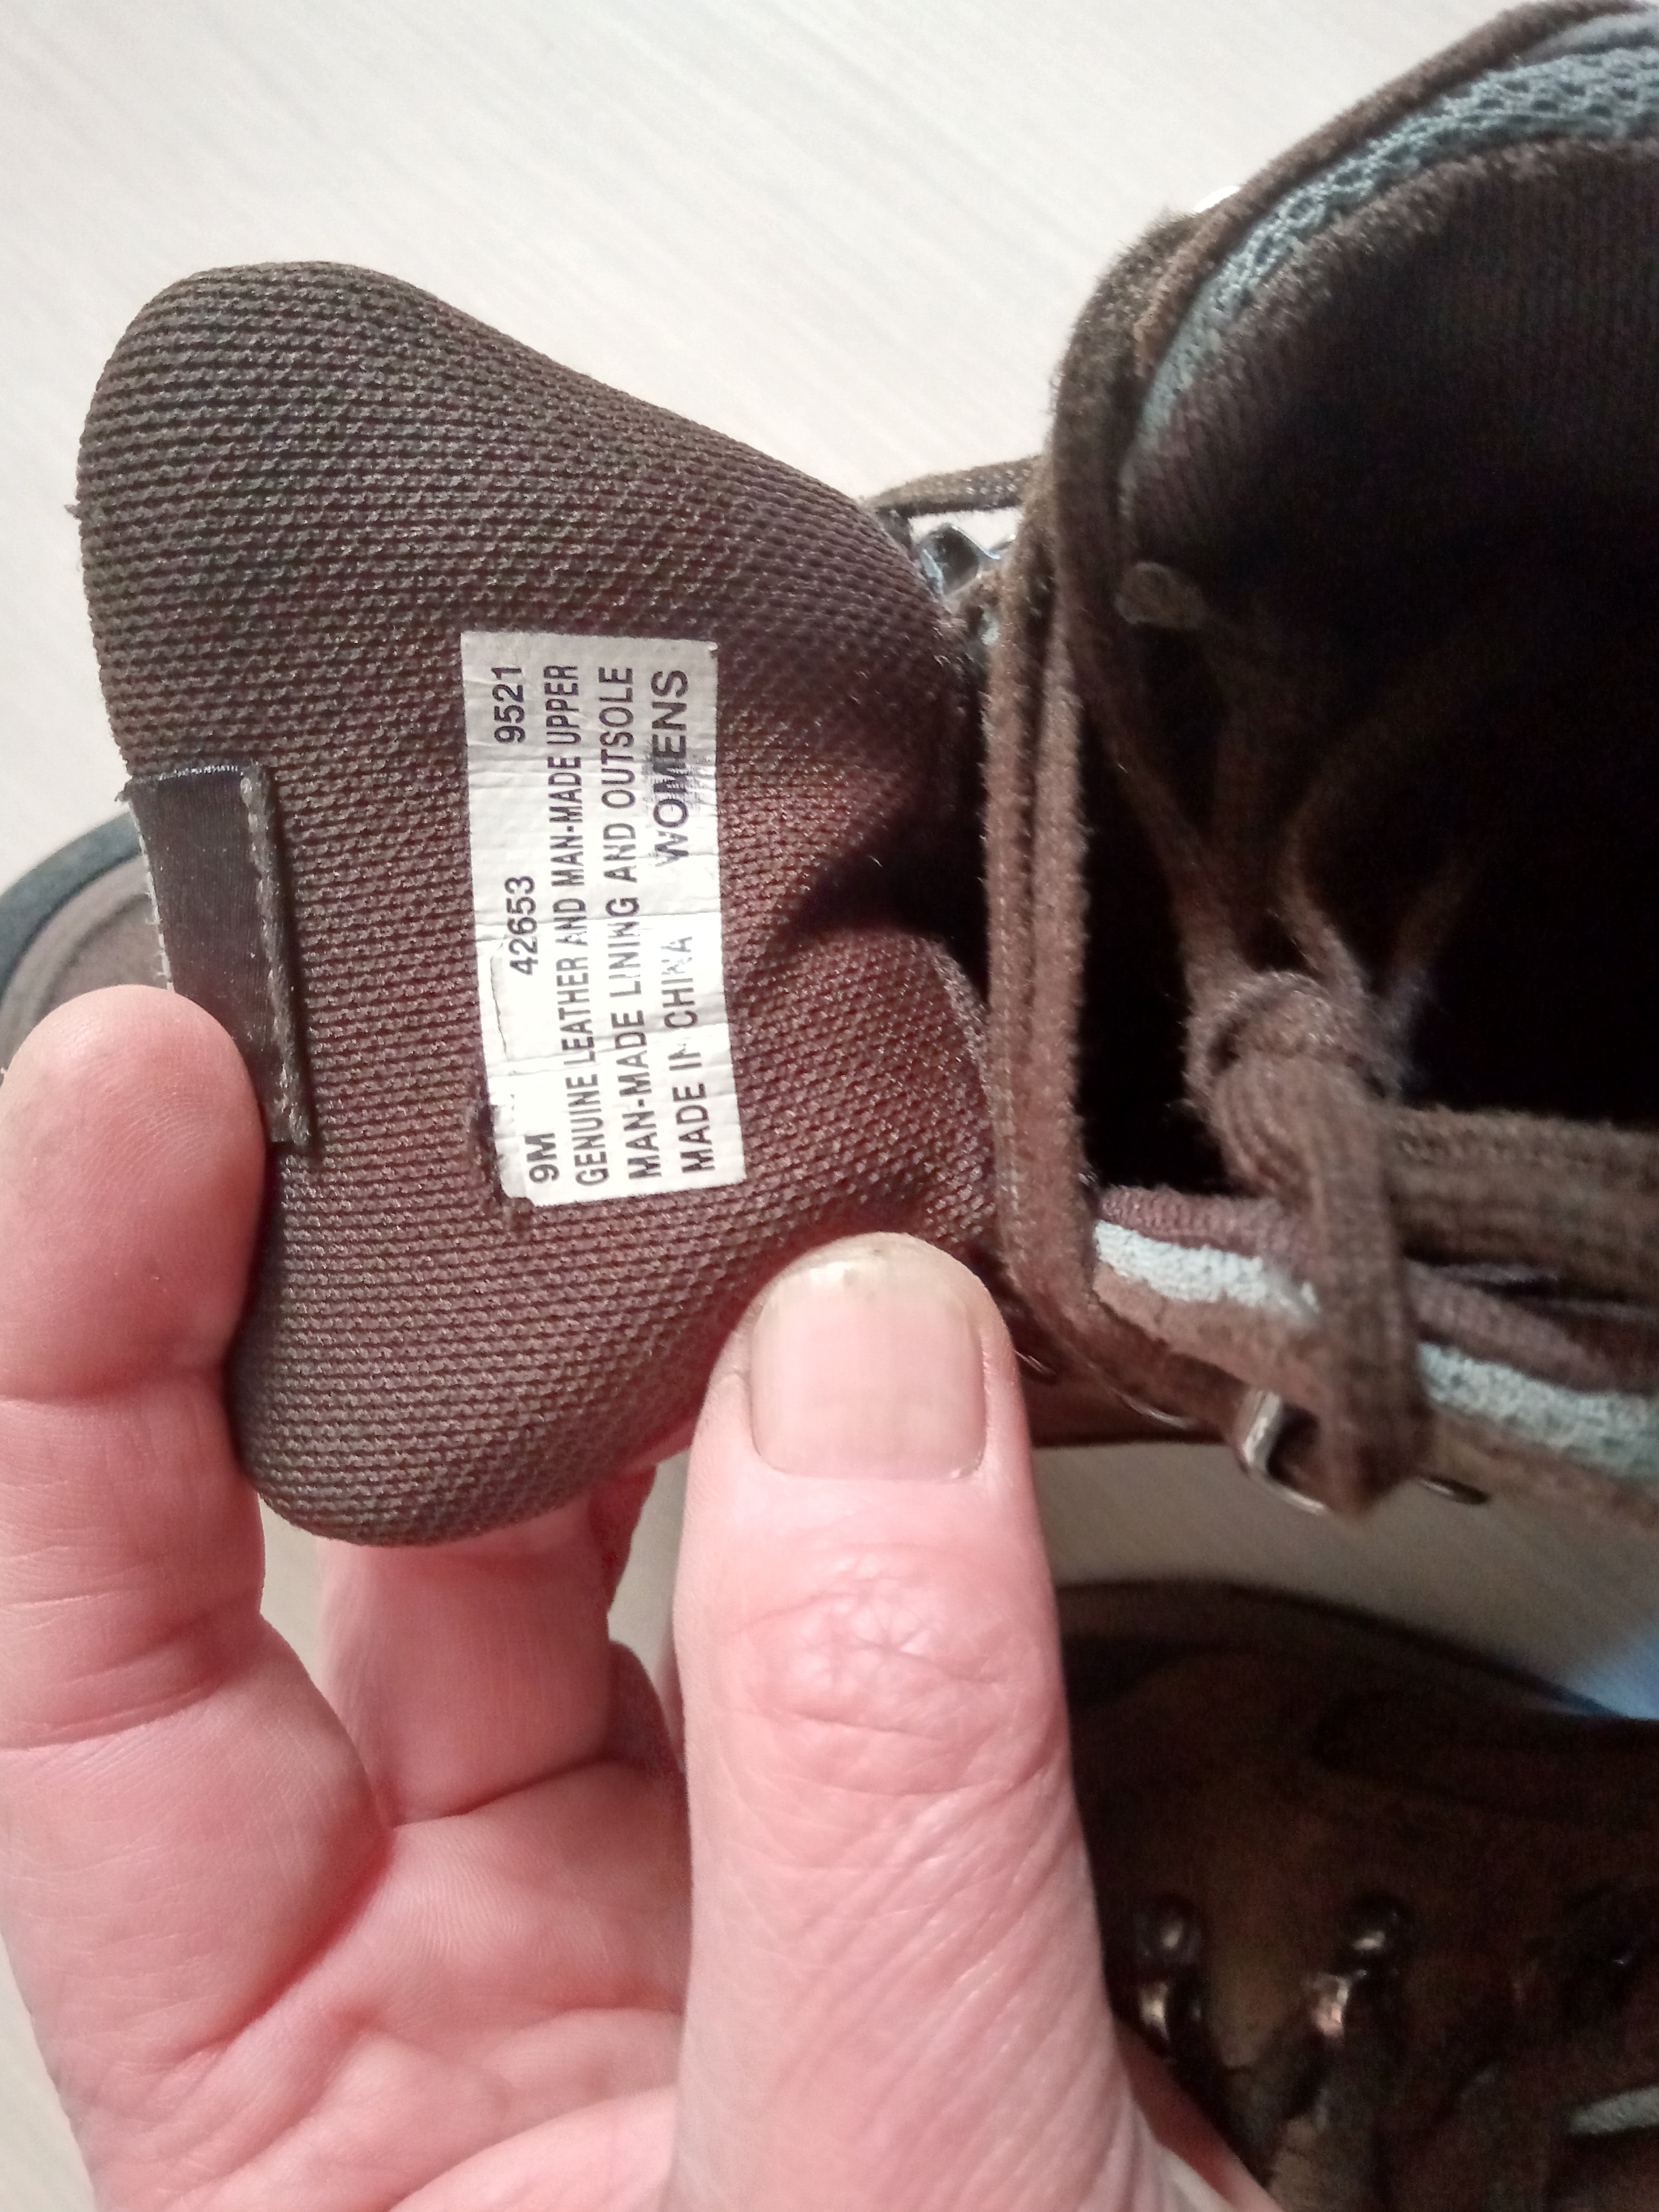 9M 42653 9521
GENUINE LEATHER AND MAN-MADE UPPER
MAN-MADE LINING AND OUTSOLE
MADE IN CHINA WOMENS